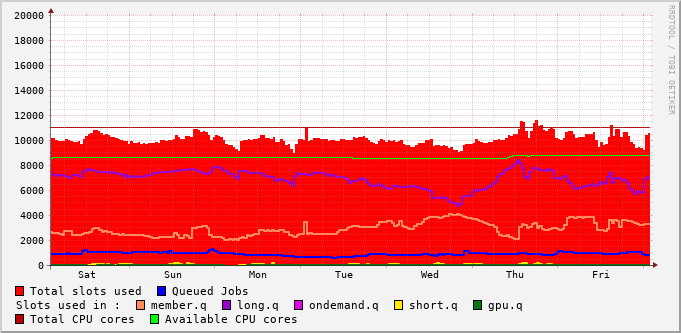 RRDTOOL / TOBI OETIKER
20000
18000
16000
14000
12000
10000
8000
6000
4000
2000
0
Sat Sun Mon Tue Wed Thu Fri
Total slots used Queued Jobs
Slots used in : member.q long.q ondemand.q short.q gpu.q
Total CPU cores Available CPU cores